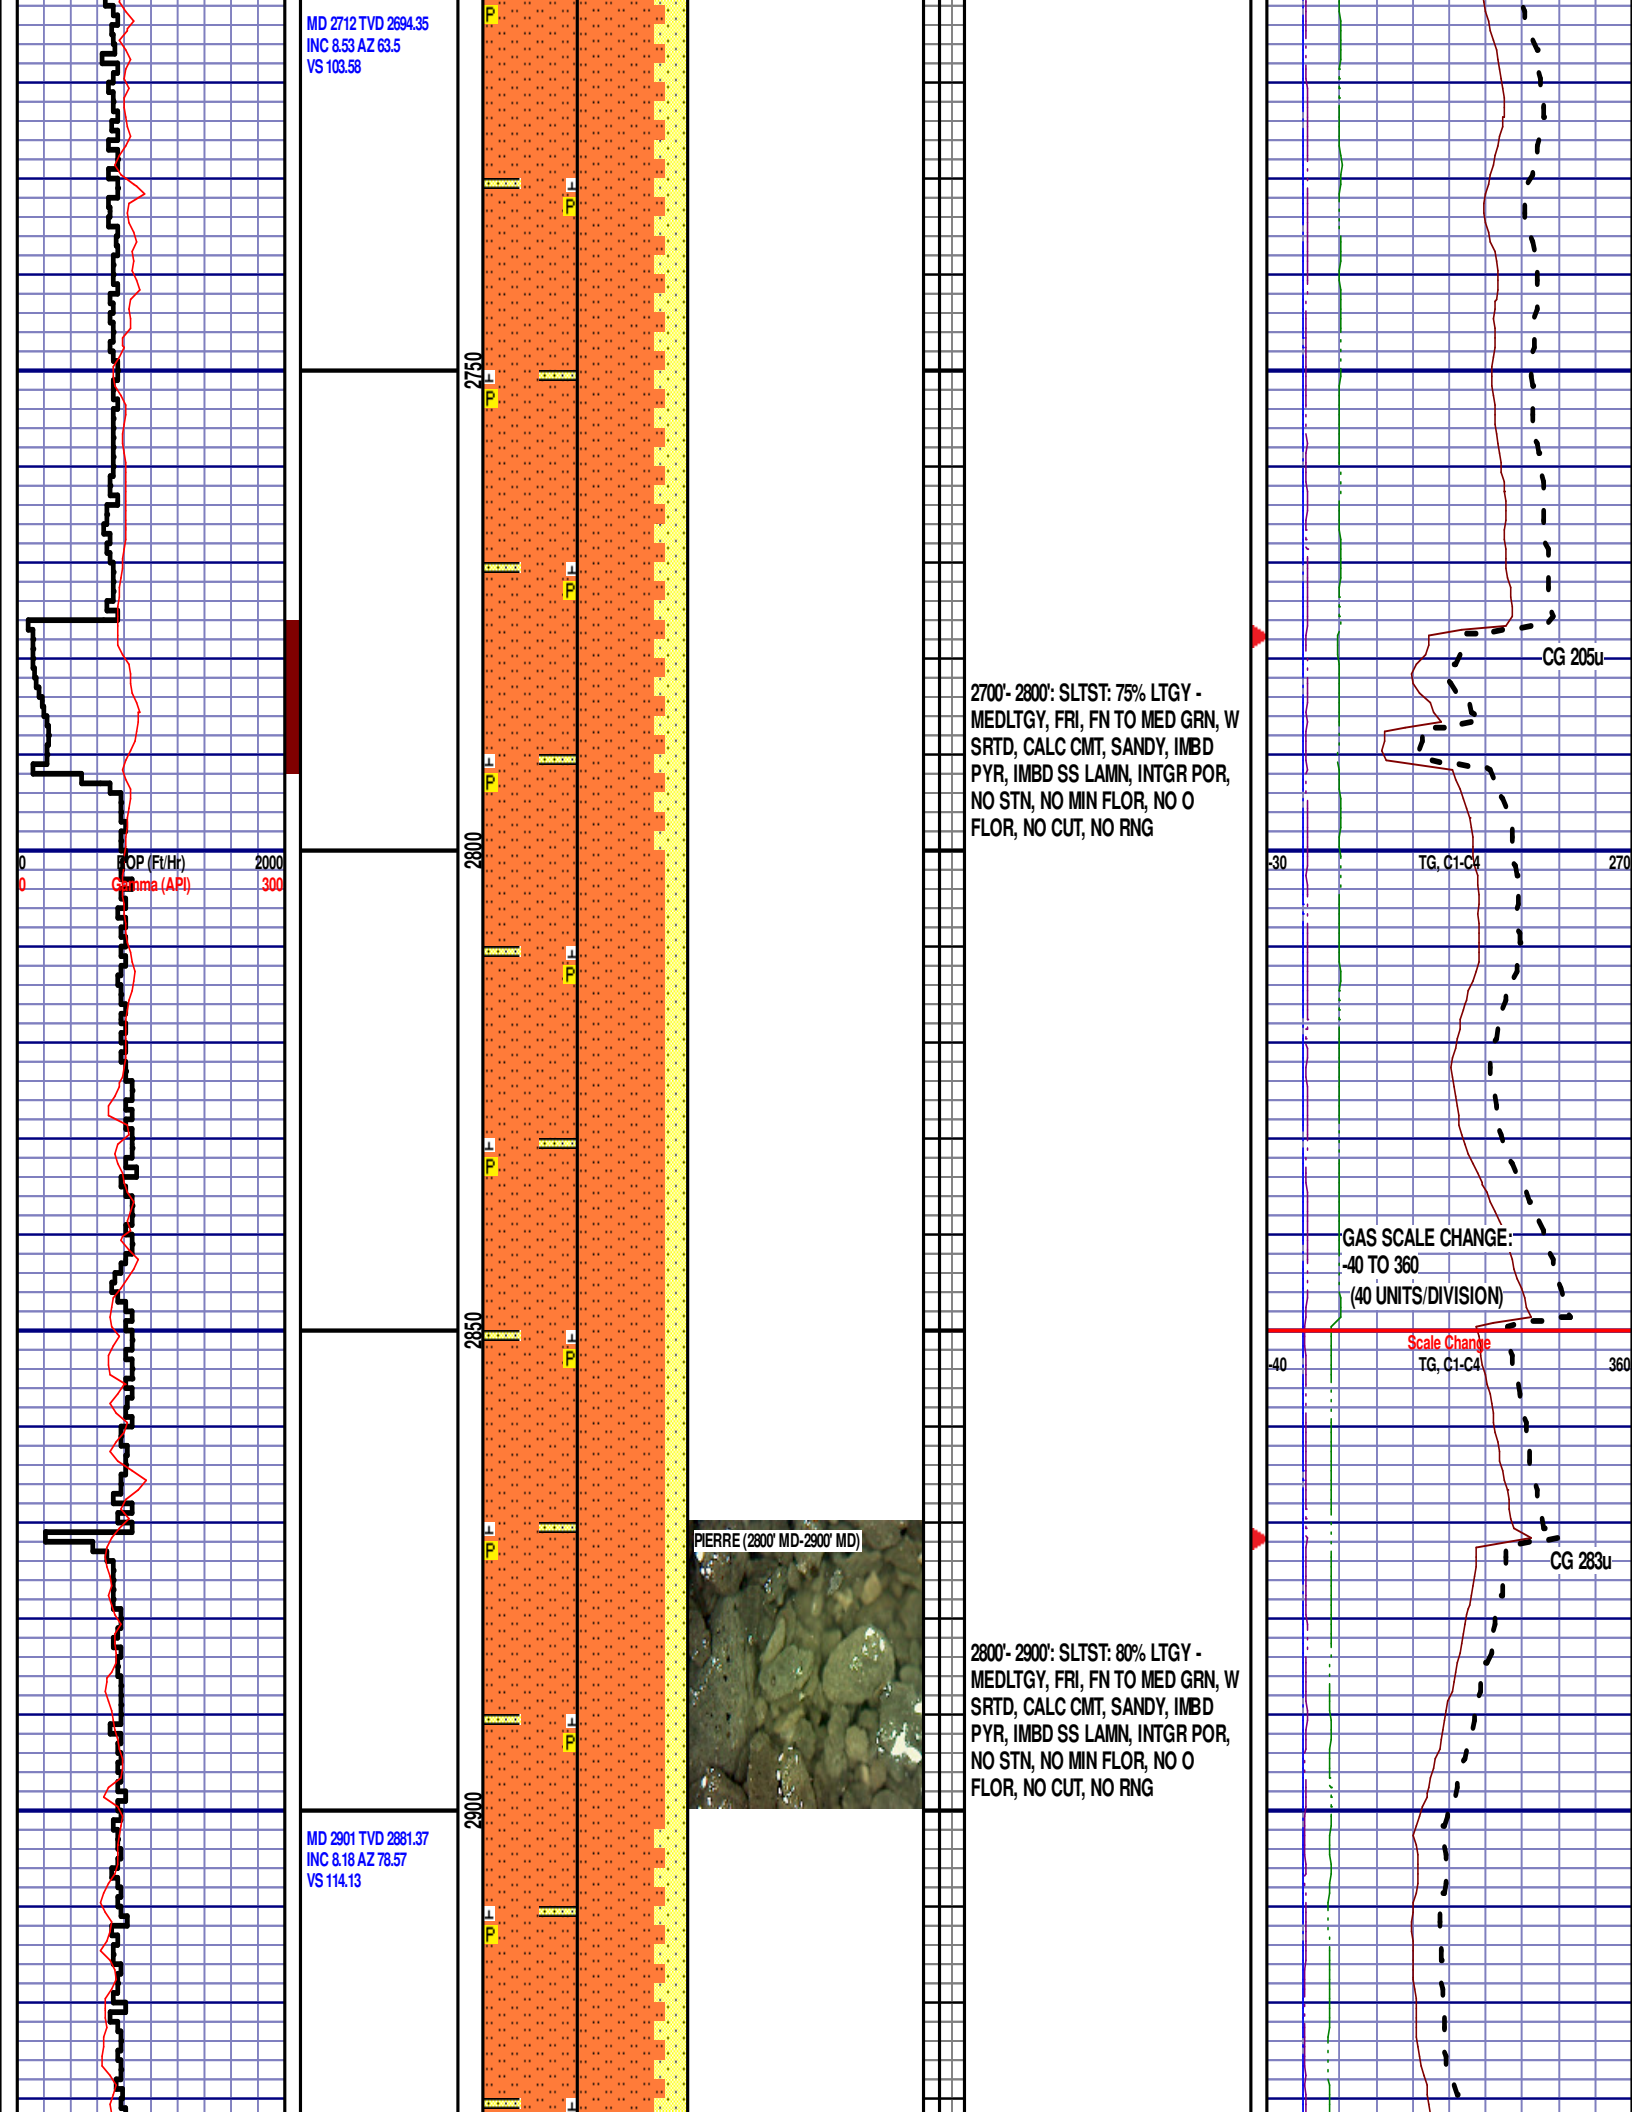 P
MD 2712 TVD 2694.35
INC 8.53 AZ 63.5
VS 103.58
P
2750
P
P
CG 205u
2700'- 2800': SLTST: 75% LTGY -
MEDLTGY, FRI, FN TO MED GRN, W
SRTD, CALC CMT, SANDY, IMBD
PYR, IMBD SS LAMN, INTGR POR,
NO STN, NO MIN FLOR, NO O
FLOR, NO CUT, NO RNG
P
2800
0 ROP (Ft/Hr) 2000
0 Gamma (API) 300
-30 TG, C1-C4 270
P
P
GAS SCALE CHANGE:
-40 TO 360
(40 UNITS/DIVISION)
2850
Scale Change
-40 TG, C1-C4 360
P
PIERRE (2800' MD-2900' MD)
P
CG 283u
2800'- 2900': SLTST: 80% LTGY -
MEDLTGY, FRI, FN TO MED GRN, W
SRTD, CALC CMT, SANDY, IMBD
PYR, IMBD SS LAMN, INTGR POR,
NO STN, NO MIN FLOR, NO O
FLOR, NO CUT, NO RNG
P
2900
MD 2901 TVD 2881.37
INC 8.18 AZ 78.57
VS 114.13
P